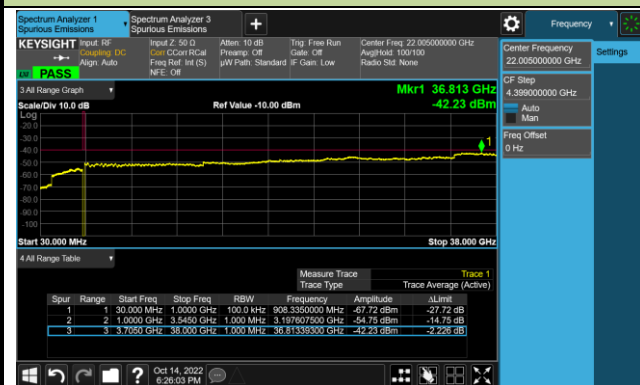 Spectrum Analyzer 1
Spurious Emissions
Spectrum Analyzer 3
Spurious Emissions
Frequency
KEYSIGHT
Input: RF
Coupling: DC
Align: Auto
Input Z: 50 Ω
Corr CCorr RCal
Freq Ref: Int (S)
NFE: Off
Atten: 10 dB
Preamp: Off
µW Path: Standard
Trig: Free Run
Gate: Off
IF Gain: Low
Center Freq: 22.005000000 GHz
Avg|Hold: 100/100
Radio Std: None
PASS
3 All Range Graph
Mkr1 36.813 GHz
-42.23 dBm
Scale/Div 10.0 dB
Ref Value -10.00 dBm
Log
-20.0
-30.0
-40.0
-50.0
-60.0
-70.0
-80.0
-90.0
-100
1
Start 30.000 MHz
Stop 38.000 GHz
4 All Range Table
Measure Trace Trace 1
Trace Type Trace Average (Active)
Spur Range Start Freq Stop Freq RBW Frequency Amplitude ΔLimit
1 1 30.000 MHz 1.0000 GHz 100.0 kHz 908.3350000 MHz -67.72 dBm -27.72 dB
2 2 1.0000 GHz 3.5450 GHz 1.000 MHz 3.197607500 GHz -54.75 dBm -14.75 dB
3 3 3.7050 GHz 38.000 GHz 1.000 MHz 36.81339300 GHz -42.23 dBm -2.226 dB
Center Frequency
22.005000000 GHz
Settings
CF Step
4.399000000 GHz
Auto
Man
Freq Offset
0 Hz
Oct 14, 2022
6:26:03 PM